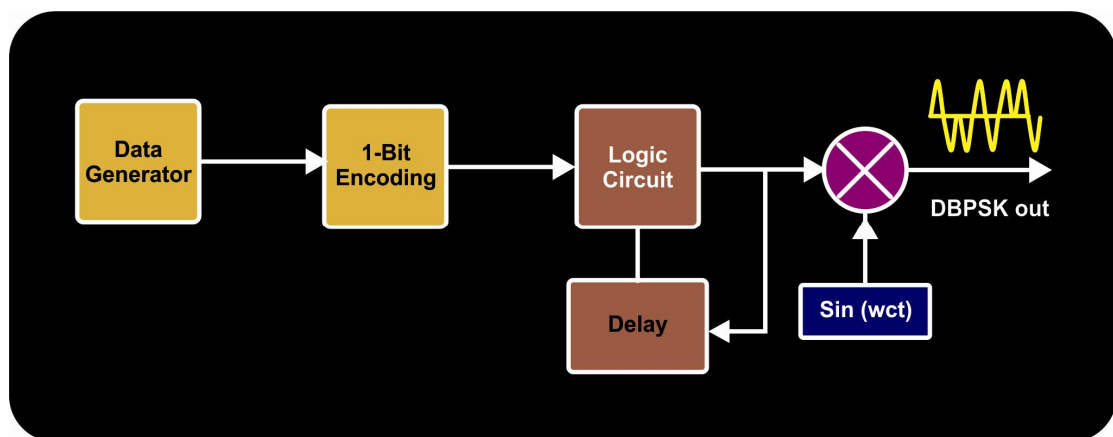 Data
Generator
1-Bit
Encoding
Logic
Circuit
DBPSK out
Delay
Sin (wct)